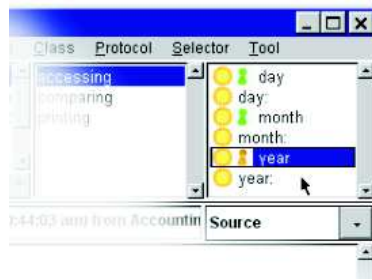 Class Protocol Selector Tool
accessing
comparing
printing
day
day:
month
month:
year
year:
:44:03 am) from Accountin
Source